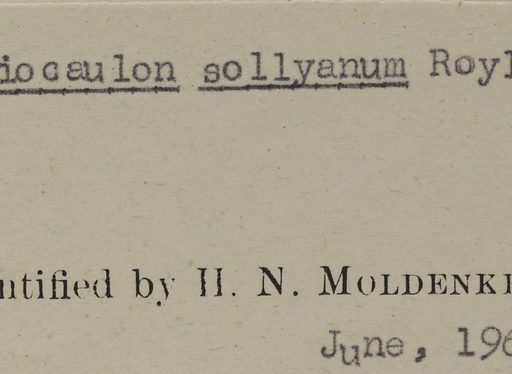 iocaulon sollyanum Royl
ntified by H. N. MOLDENKE
June, 196